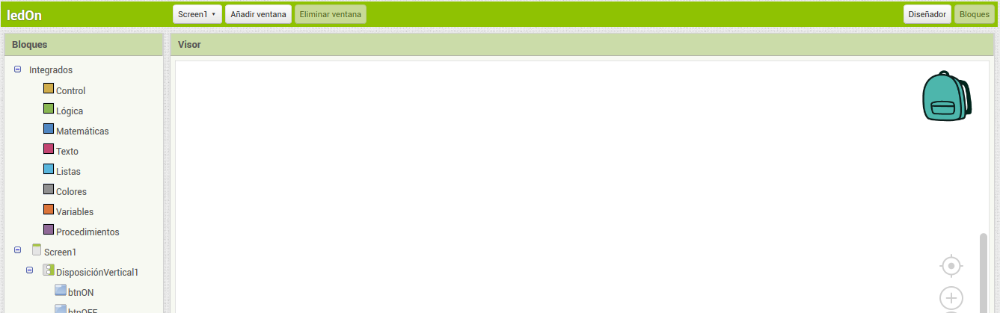 ledOn
Screen1 Añadir ventana Eliminar ventana Diseñador Bloques
Bloques
Visor
Integrados
Control
Lógica
Matemáticas
Texto
Listas
Colores
Variables
Procedimientos
Screen1
DisposiciónVertical1
btnON
btnOFF